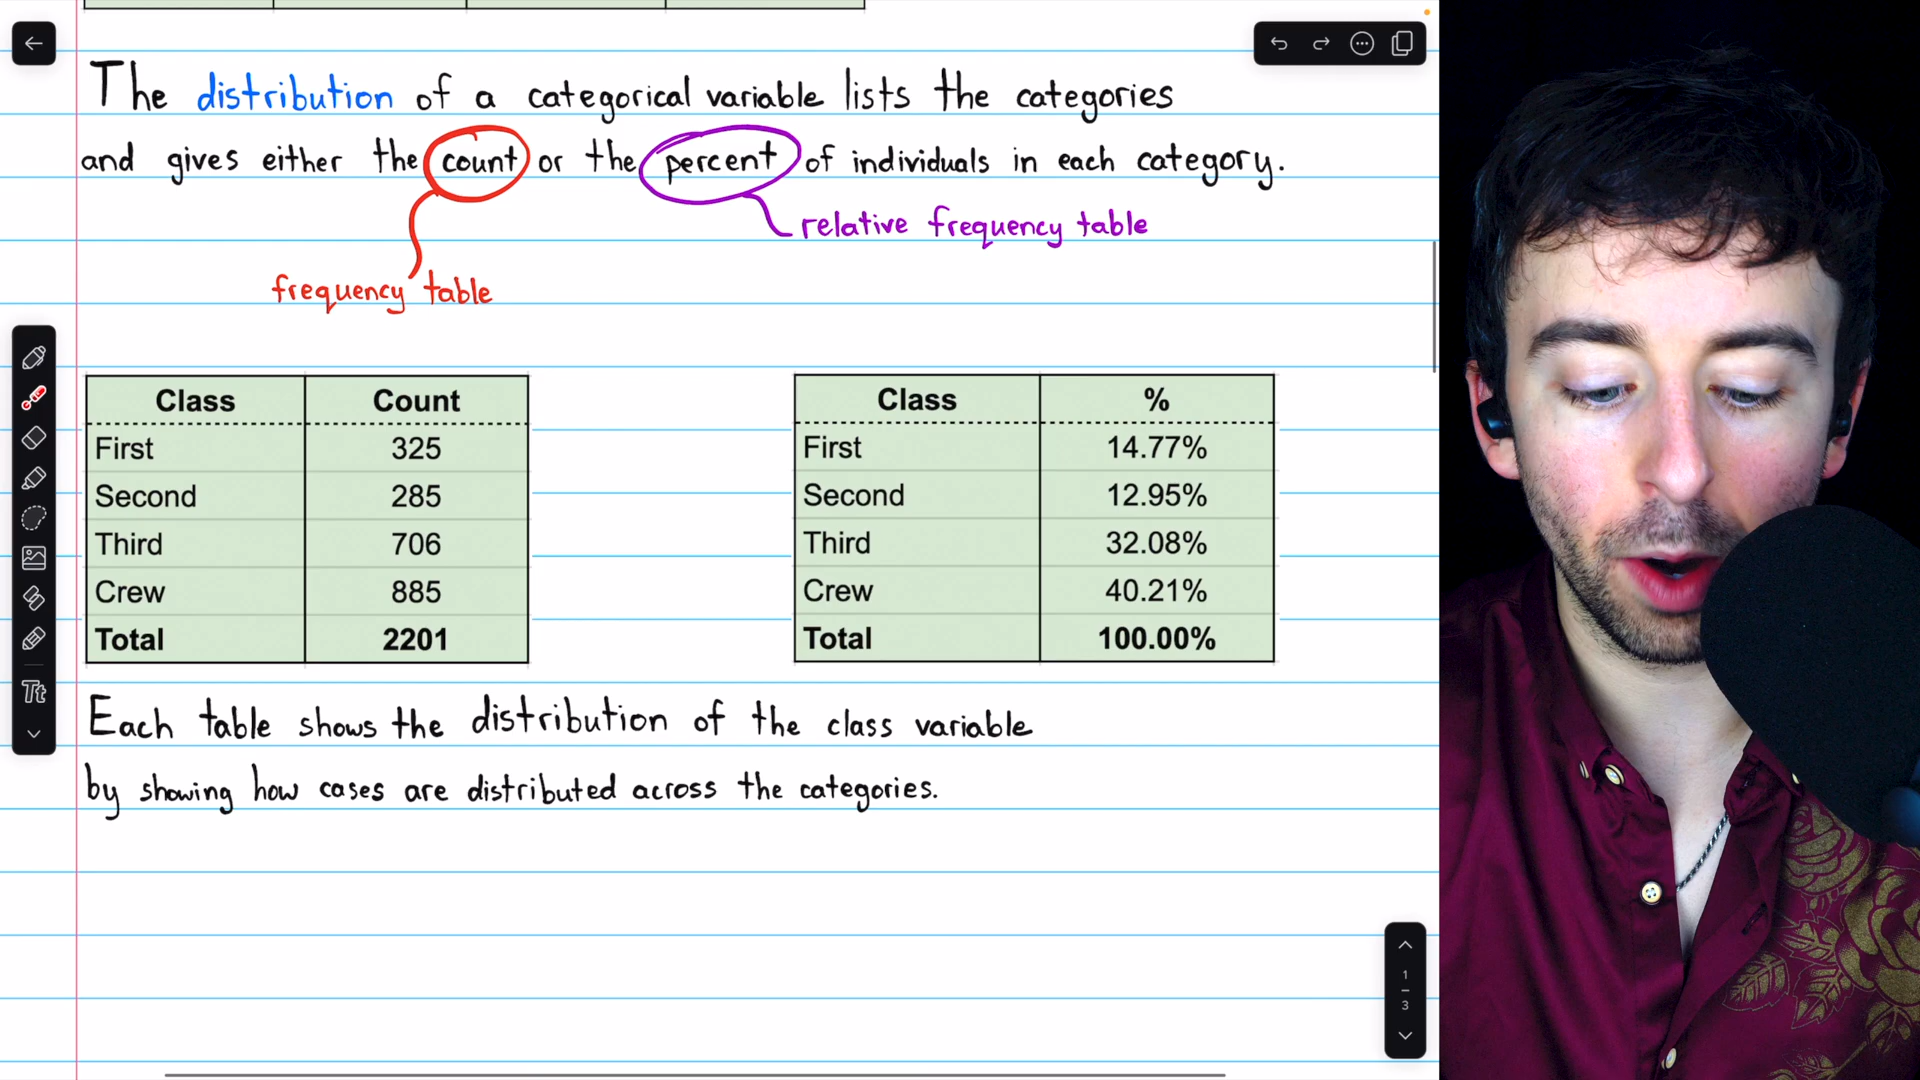 The distribution of a categorical variable lists the categories
and gives either the count or the percent of individuals in each category.
relative frequency table
frequency table
Class Count
First 325
Second 285
Third 706
Crew 885
Total 2201
Class %
First 14.77%
Second 12.95%
Third 32.08%
Crew 40.21%
Total 100.00%
Each table shows the distribution of the class variable
by showing how cases are distributed across the categories.
Tt
1
3